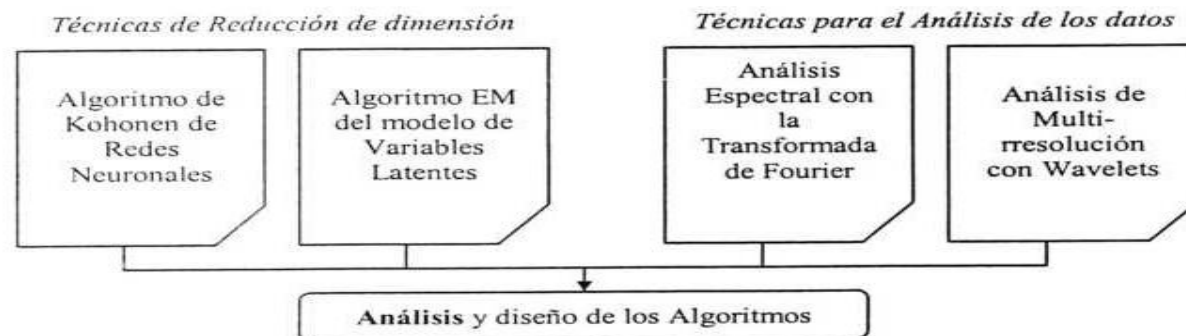 Técnicas de Reducción de dimensión
Técnicas para el Análisis de los datos
Algoritmo de
Kohonen de
Redes
Neuronales
Algoritmo EM
del modelo de
Variables
Latentes
Análisis
Espectral con
la
Transformada
de Fourier
Análisis de
Multi-
rresolución
con Wavelets
Análisis y diseño de los Algoritmos